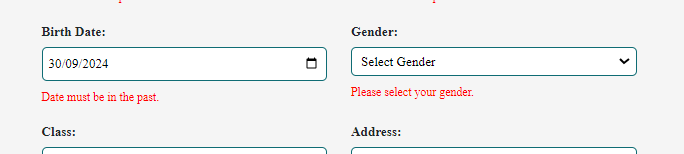 Birth Date: Gender:
30/09/2024 Select Gender
Date must be in the past. Please select your gender.
Class: Address: